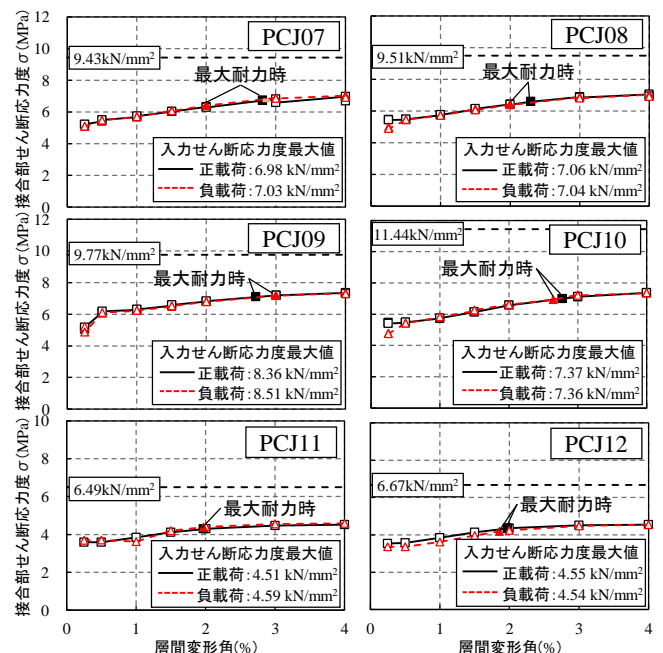 接合部せん断応力度 σ (MPa)
12
10
8
6
4
2
0
PCJ07
9.43kN/mm²
最大耐力時
入力せん断応力度最大値
正載荷:6.98 kN/mm²
負載荷:7.03 kN/mm²
PCJ08
9.51kN/mm²
最大耐力時
入力せん断応力度最大値
正載荷:7.06 kN/mm²
負載荷:7.04 kN/mm²
接合部せん断応力度 σ (MPa)
12
10
8
6
4
2
0
PCJ09
9.77kN/mm²
最大耐力時
入力せん断応力度最大値
正載荷:8.36 kN/mm²
負載荷:8.51 kN/mm²
PCJ10
11.44kN/mm²
最大耐力時
入力せん断応力度最大値
正載荷:7.37 kN/mm²
負載荷:7.36 kN/mm²
接合部せん断応力度 σ (MPa)
10
8
6
4
2
0
PCJ11
6.49kN/mm²
最大耐力時
入力せん断応力度最大値
正載荷:4.51 kN/mm²
負載荷:4.59 kN/mm²
PCJ12
6.67kN/mm²
最大耐力時
入力せん断応力度最大値
正載荷:4.55 kN/mm²
負載荷:4.54 kN/mm²
0 1 2 3 4
層間変形角(%)
0 1 2 3 4
層間変形角(%)